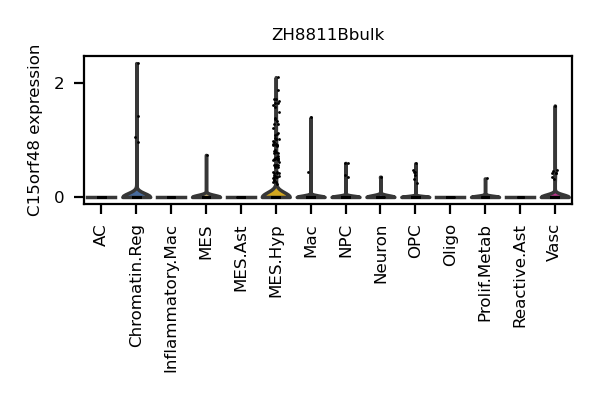 ZH8811Bbulk
C15orf48 expression
2
0
AC
Chromatin.Reg
Inflammatory.Mac
MES
MES.Ast
MES.Hyp
Mac
NPC
Neuron
OPC
Oligo
Prolif.Metab
Reactive.Ast
Vasc